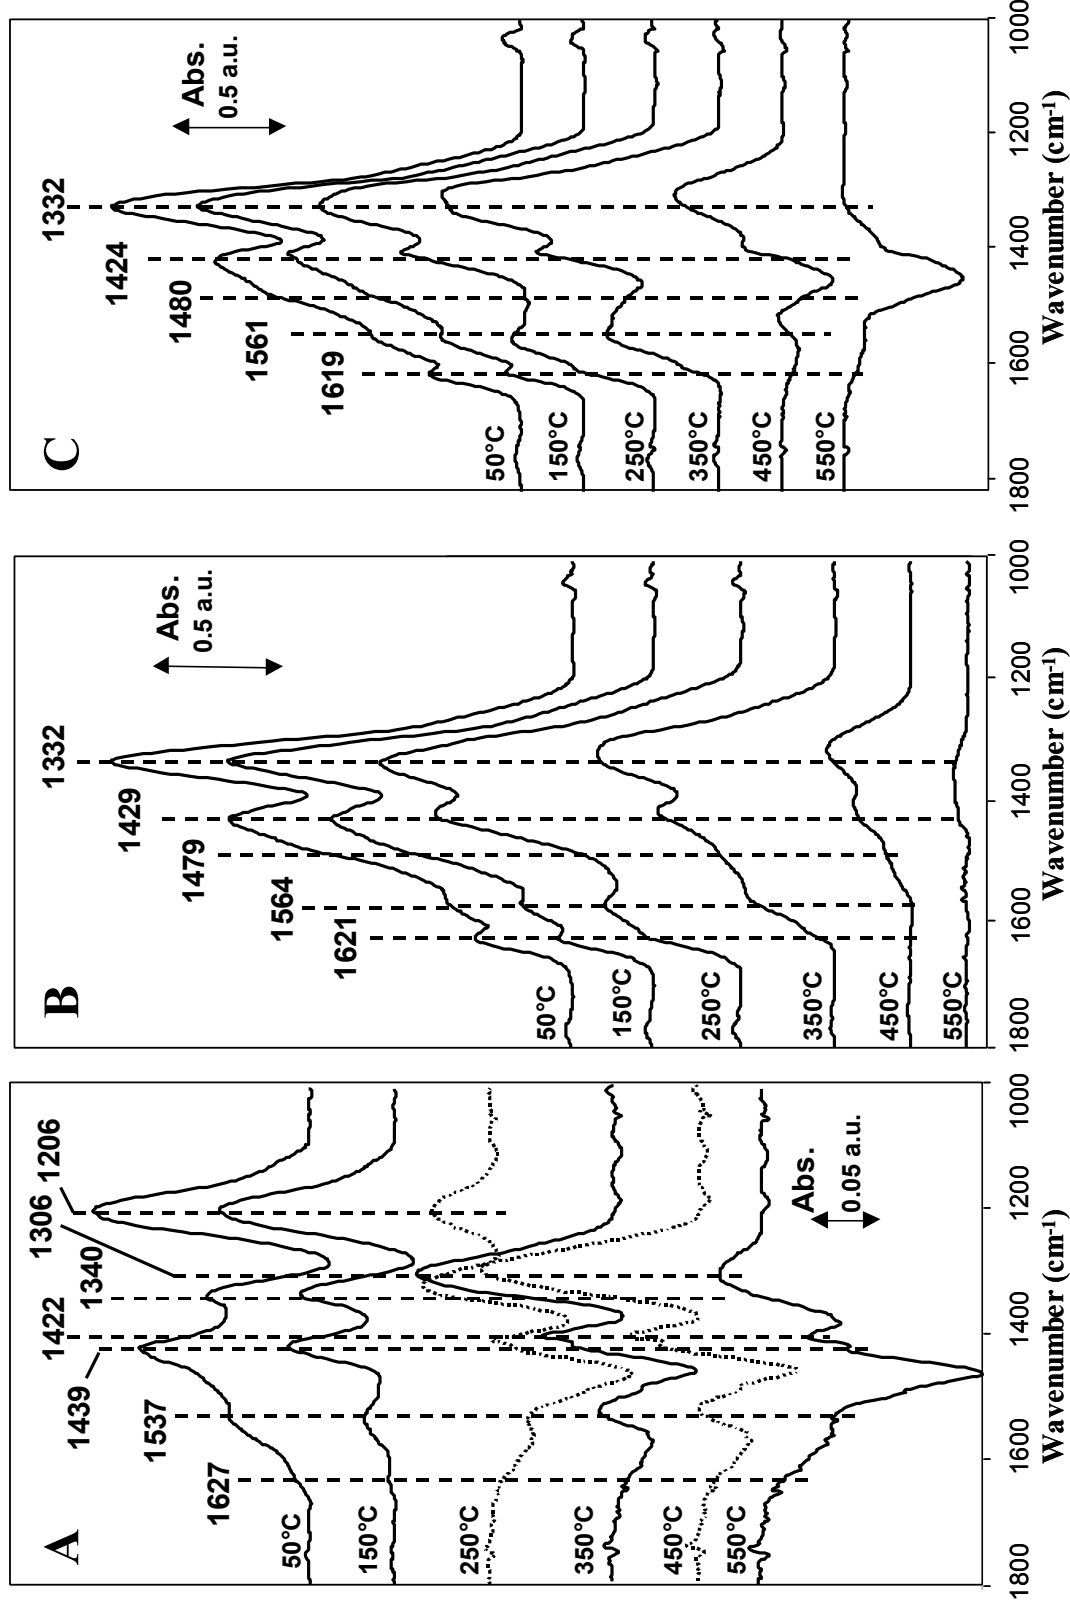 A
1206
1306
1340
1422
1439
1537
1627
50°C
150°C
250°C
350°C
450°C
550°C
Abs.
0.05 a.u.
1800 1600 1400 1200 1000
Wavenumber (cm-1)
B
1332
1429
1479
1564
1621
Abs.
0.5 a.u.
50°C
150°C
250°C
350°C
450°C
550°C
1800 1600 1400 1200 1000
Wavenumber (cm-1)
C
1332
1424
1480
1561
1619
Abs.
0.5 a.u.
50°C
150°C
250°C
350°C
450°C
550°C
1800 1600 1400 1200 1000
Wavenumber (cm-1)